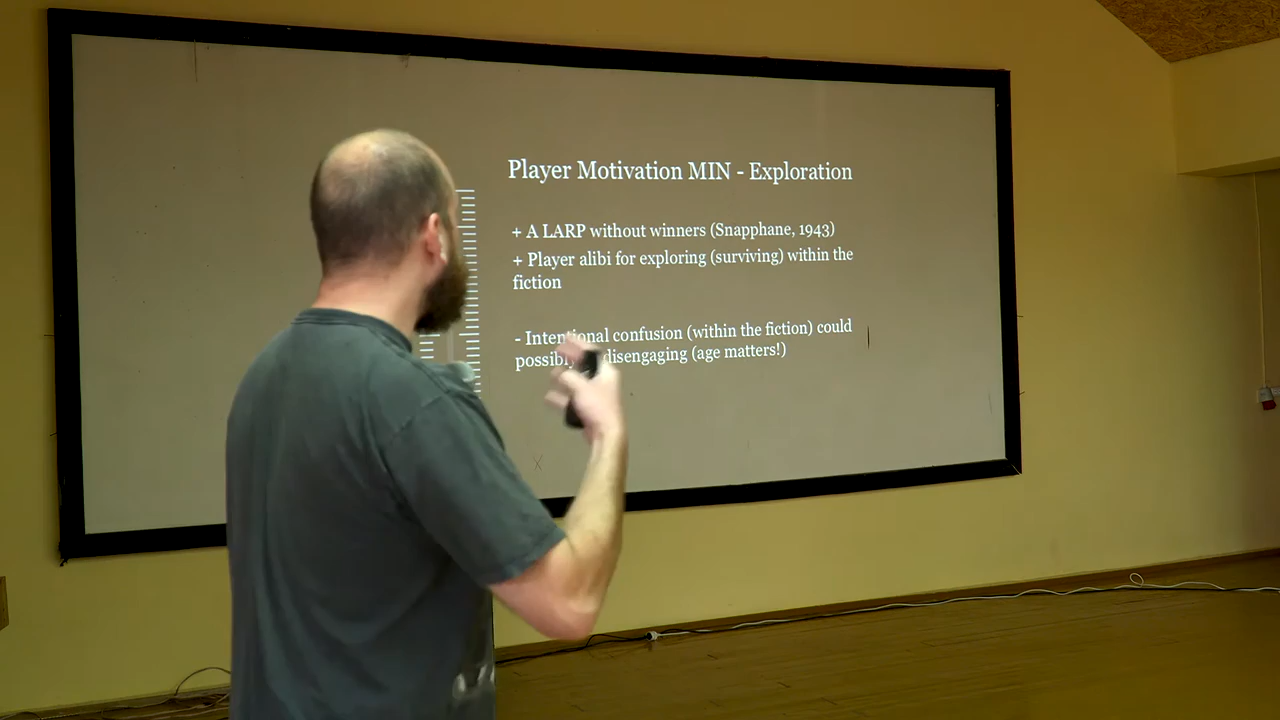 Player Motivation MIN - Exploration
+ A LARP without winners (Snapphane, 1943)
+ Player alibi for exploring (surviving) within the
fiction
- Intentional confusion (within the fiction) could
possibly disengaging (age matters!)